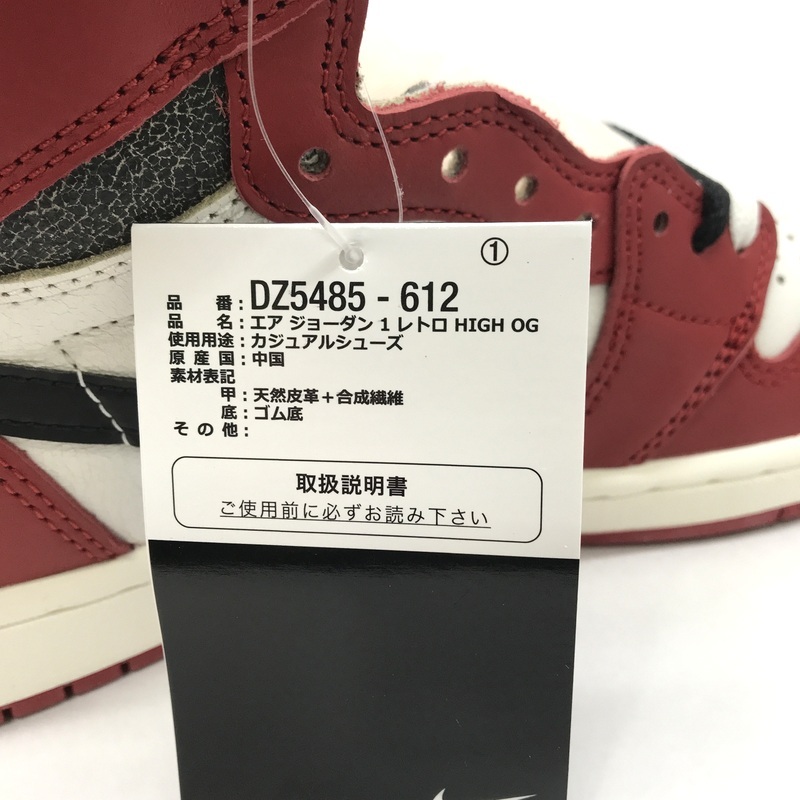 ①
品番：DZ5485 - 612
品名：エア ジョーダン 1 レトロ HIGH OG
使用用途：カジュアルシューズ
原産国：中国
素材表記
甲：天然皮革＋合成繊維
底：ゴム底
その他：
取扱説明書
ご使用前に必ずお読み下さい